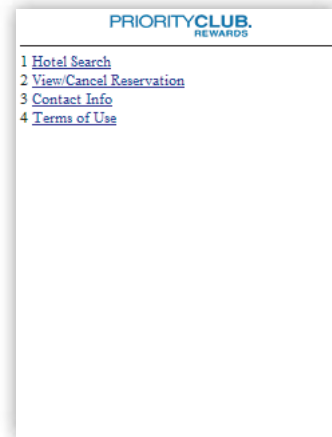 PRIORITYCLUB.
REWARDS
1 Hotel Search
2 View/Cancel Reservation
3 Contact Info
4 Terms of Use